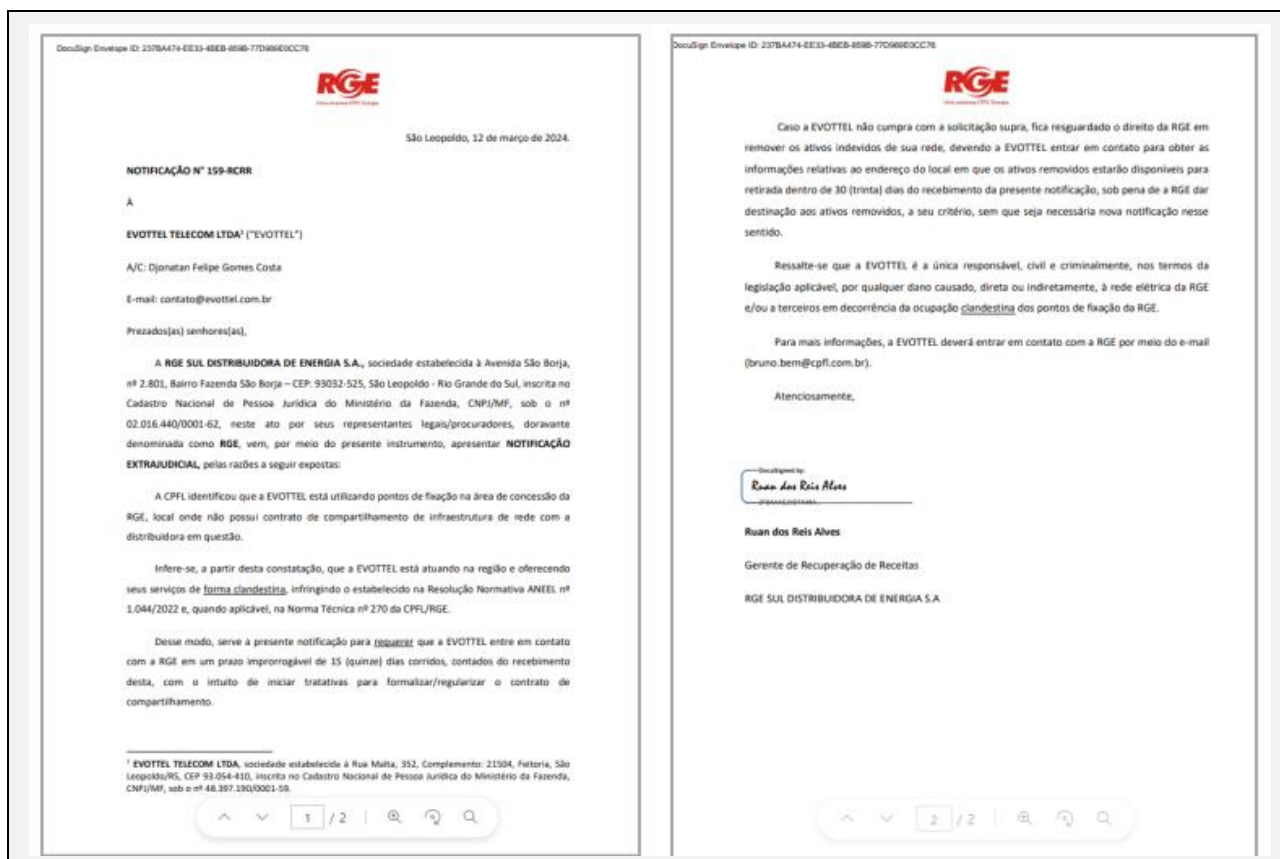 DocuSign Envelope ID: 237BA474-EE33-4BEB-859B-77D986E0CC76
RGE
Uma empresa CPFL Energia
São Leopoldo, 12 de março de 2024.
NOTIFICAÇÃO N° 159-RCRR
À
EVOTTEL TELECOM LTDA¹ ("EVOTTEL")
A/C: Djonatan Felipe Gomes Costa
E-mail: contato@evottel.com.br
Prezados(as) senhores(as),
A RGE SUL DISTRIBUIDORA DE ENERGIA S.A., sociedade estabelecida à Avenida São Borja,
nº 2.801, Bairro Fazenda São Borja – CEP: 93032-525, São Leopoldo - Rio Grande do Sul, inscrita no
Cadastro Nacional de Pessoa Jurídica do Ministério da Fazenda, CNPJ/MF, sob o nº
02.016.440/0001-62, neste ato por seus representantes legais/procuradores, doravante
denominada como RGE, vem, por meio do presente instrumento, apresentar NOTIFICAÇÃO
EXTRAJUDICIAL, pelas razões a seguir expostas:
A CPFL identificou que a EVOTTEL está utilizando pontos de fixação na área de concessão da
RGE, local onde não possui contrato de compartilhamento de infraestrutura de rede com a
distribuidora em questão.
Infere-se, a partir desta constatação, que a EVOTTEL está atuando na região e oferecendo
seus serviços de forma clandestina, infringindo o estabelecido na Resolução Normativa ANEEL nº
1.044/2022 e, quando aplicável, na Norma Técnica nº 270 da CPFL/RGE.
Desse modo, serve a presente notificação para requerer que a EVOTTEL entre em contato
com a RGE em um prazo improrrogável de 15 (quinze) dias corridos, contados do recebimento
desta, com o intuito de iniciar tratativas para formalizar/regularizar o contrato de
compartilhamento.
¹ EVOTTEL TELECOM LTDA, sociedade estabelecida à Rua Malta, 352, Complemento: 21504, Feitoria, São
Leopoldo/RS, CEP 93.054-410, inscrita no Cadastro Nacional de Pessoa Jurídica do Ministério da Fazenda,
CNPJ/MF, sob o nº 48.397.190/0001-59.
1 / 2
DocuSign Envelope ID: 237BA474-EE33-4BEB-859B-77D986E0CC76
RGE
Uma empresa CPFL Energia
Caso a EVOTTEL não cumpra com a solicitação supra, fica resguardado o direito da RGE em
remover os ativos indevidos de sua rede, devendo a EVOTTEL entrar em contato para obter as
informações relativas ao endereço do local em que os ativos removidos estarão disponíveis para
retirada dentro de 30 (trinta) dias do recebimento da presente notificação, sob pena de a RGE dar
destinação aos ativos removidos, a seu critério, sem que seja necessária nova notificação nesse
sentido.
Ressalte-se que a EVOTTEL é a única responsável, civil e criminalmente, nos termos da
legislação aplicável, por qualquer dano causado, direta ou indiretamente, à rede elétrica da RGE
e/ou a terceiros em decorrência da ocupação clandestina dos pontos de fixação da RGE.
Para mais informações, a EVOTTEL deverá entrar em contato com a RGE por meio do e-mail
(bruno.bem@cpfl.com.br).
Atenciosamente,
DocuSigned by:
Ruan dos Reis Alves
Ruan dos Reis Alves
Gerente de Recuperação de Receitas
RGE SUL DISTRIBUIDORA DE ENERGIA S.A
2 / 2